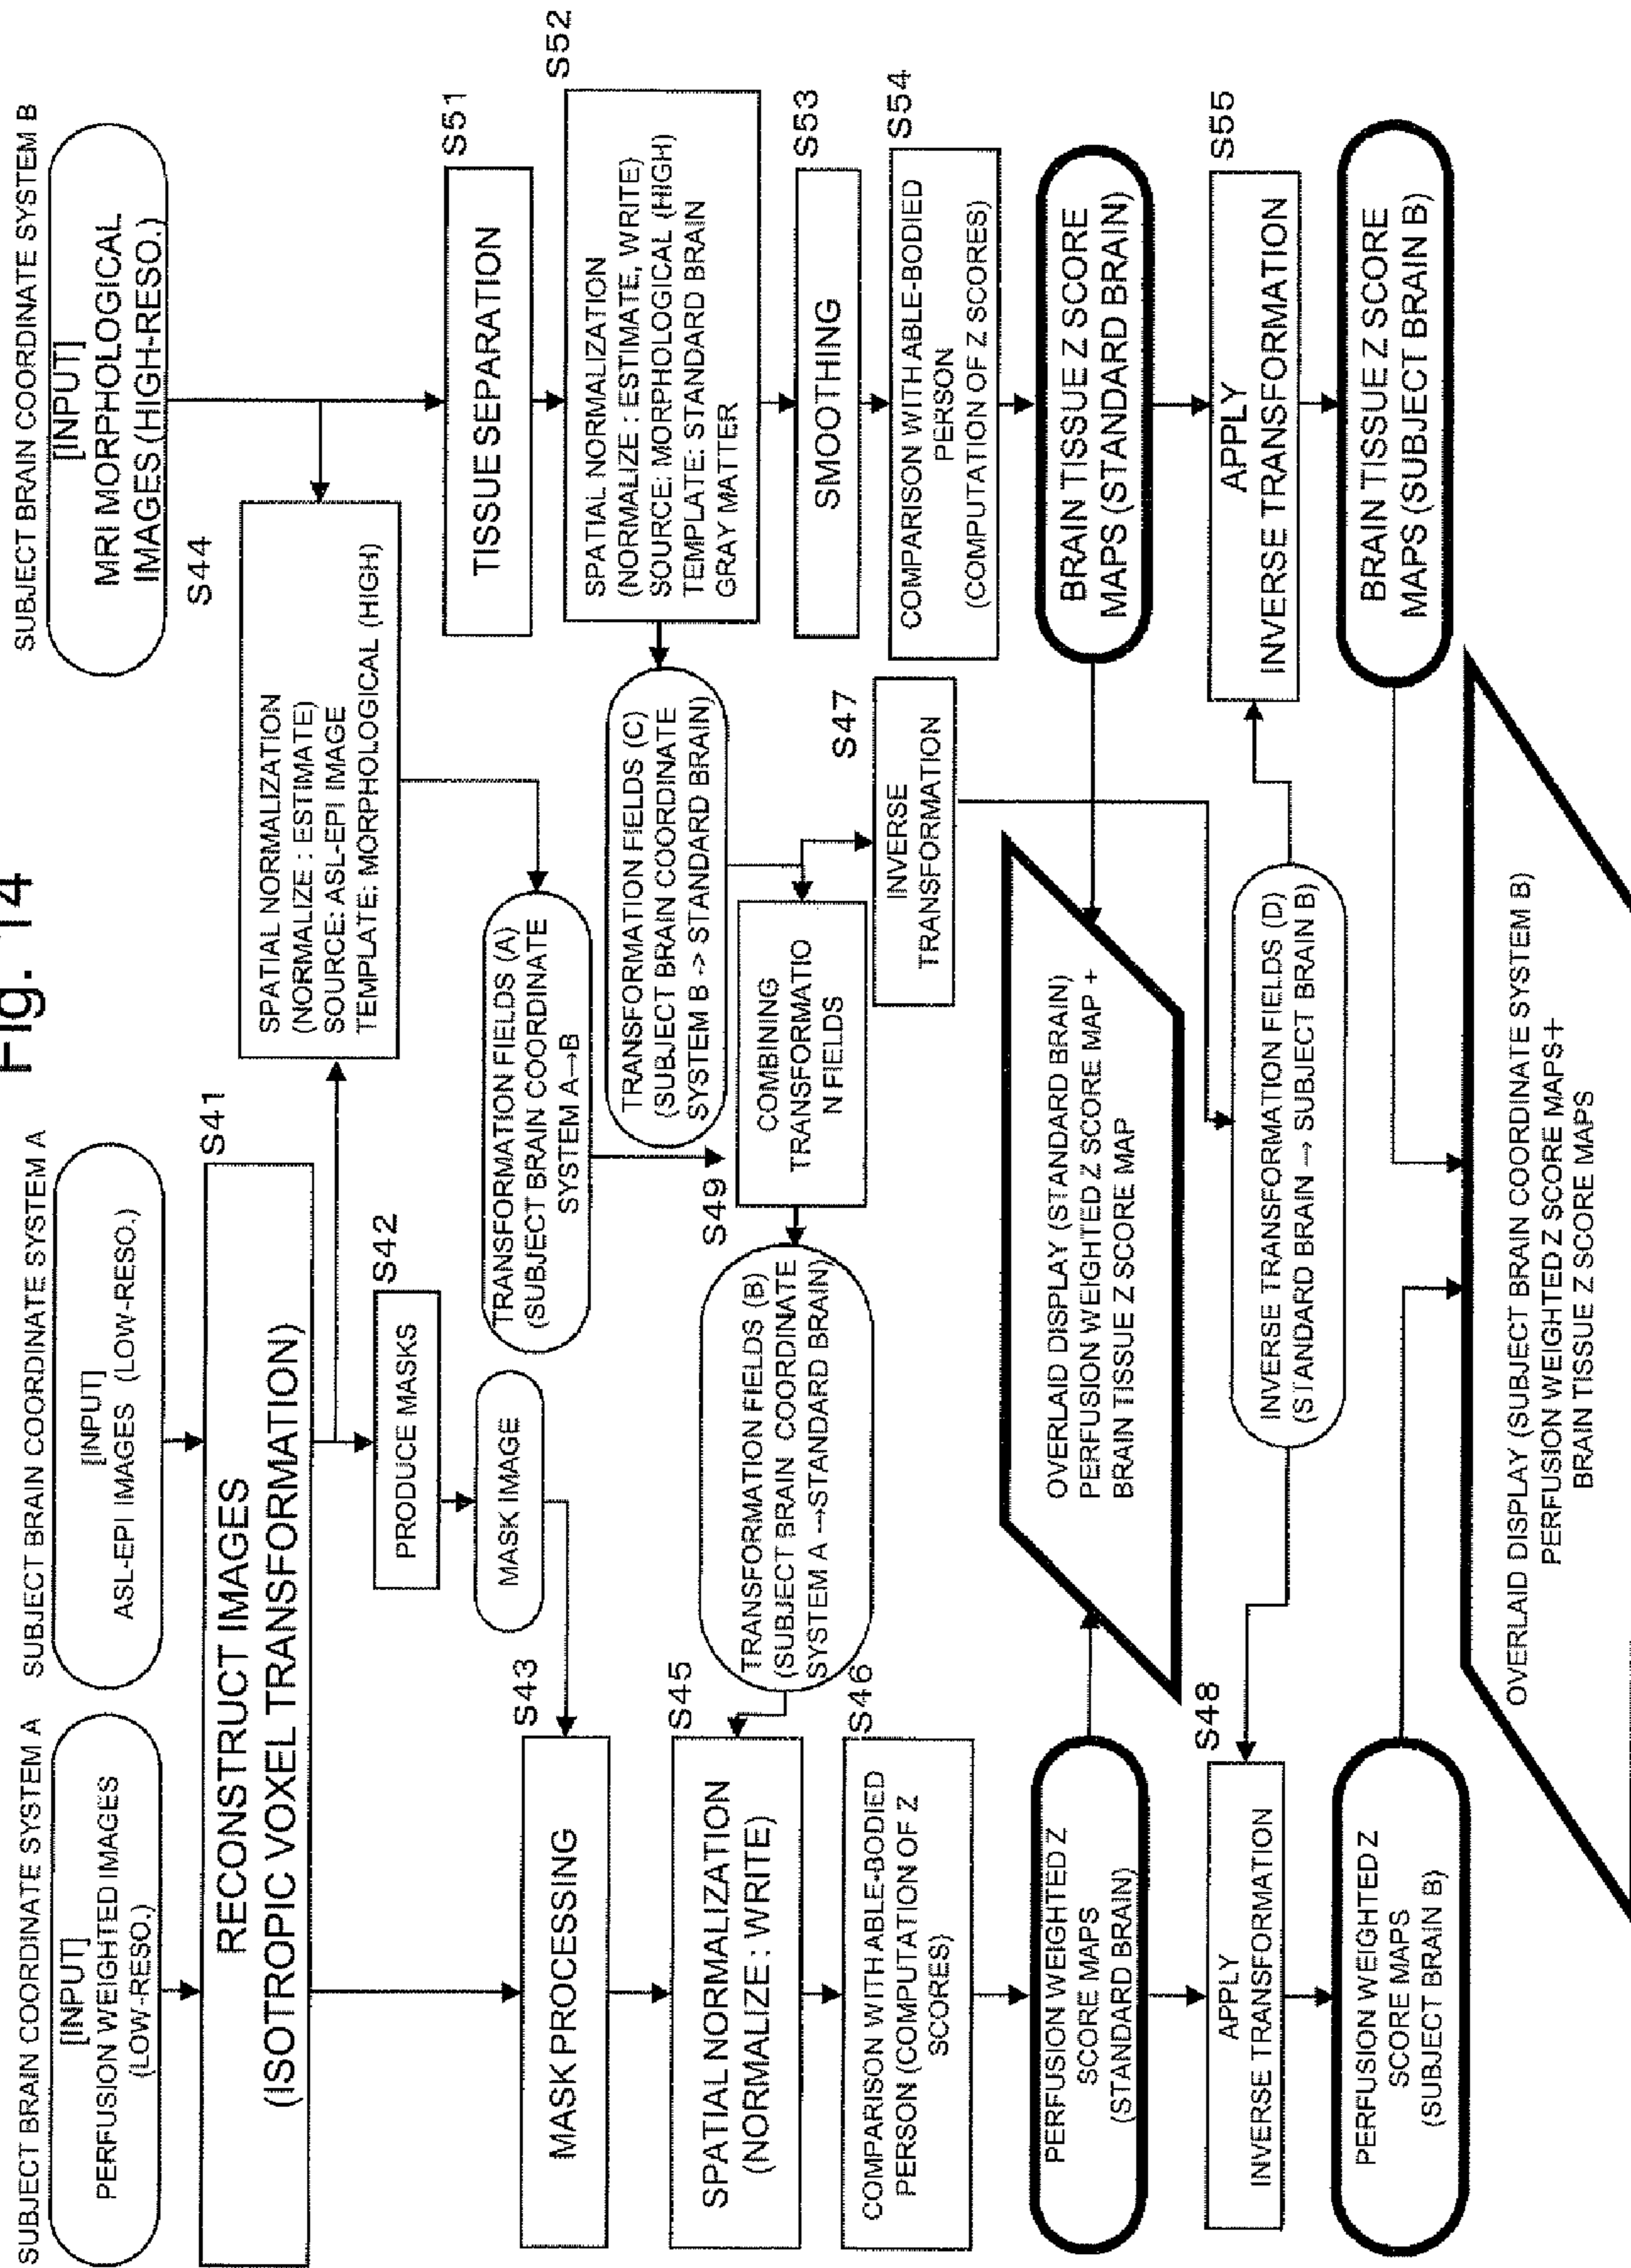 Fig. 14
SUBJECT BRAIN COORDINATE SYSTEM A
[INPUT]
PERFUSION WEIGHTED IMAGES
(LOW-RESO.)
SUBJECT BRAIN COORDINATE SYSTEM A
[INPUT]
ASL-EPI IMAGES (LOW-RESO.)
SUBJECT BRAIN COORDINATE SYSTEM B
[INPUT]
MRI MORPHOLOGICAL
IMAGES (HIGH-RESO.)
S41
RECONSTRUCT IMAGES
(ISOTROPIC VOXEL TRANSFORMATION)
S44
SPATIAL NORMALIZATION
(NORMALIZE : ESTIMATE)
SOURCE: ASL-EPI IMAGE
TEMPLATE: MORPHOLOGICAL (HIGH)
S42
PRODUCE MASKS
MASK IMAGE
S43
MASK PROCESSING
TRANSFORMATION FIELDS (A)
(SUBJECT BRAIN COORDINATE
SYSTEM A→B
S51
TISSUE SEPARATION
S52
SPATIAL NORMALIZATION
(NORMALIZE : ESTIMATE, WRITE)
SOURCE: MORPHOLOGICAL (HIGH)
TEMPLATE: STANDARD BRAIN
GRAY MATTER
TRANSFORMATION FIELDS (C)
(SUBJECT BRAIN COORDINATE
SYSTEM B -> STANDARD BRAIN)
S49
COMBINING
TRANSFORMATIO
N FIELDS
S47
INVERSE
TRANSFORMATION
TRANSFORMATION FIELDS (B)
(SUBJECT BRAIN COORDINATE
SYSTEM A →STANDARD BRAIN)
S45
SPATIAL NORMALIZATION
(NORMALIZE : WRITE)
S46
COMPARISON WITH ABLE-BODIED
PERSON (COMPUTATION OF Z
SCORES)
S53
SMOOTHING
S54
COMPARISON WITH ABLE-BODIED
PERSON
(COMPUTATION OF Z SCORES)
PERFUSION WEIGHTED Z
SCORE MAPS
(STANDARD BRAIN)
OVERLAID DISPLAY (STANDARD BRAIN)
PERFUSION WEIGHTED Z SCORE MAP +
BRAIN TISSUE Z SCORE MAP
BRAIN TISSUE Z SCORE
MAPS (STANDARD BRAIN)
S48
APPLY
INVERSE TRANSFORMATION
INVERSE TRANSFORMATION FIELDS (D)
(STANDARD BRAIN → SUBJECT BRAIN B)
S55
APPLY
INVERSE TRANSFORMATION
PERFUSION WEIGHTED Z
SCORE MAPS
(SUBJECT BRAIN B)
BRAIN TISSUE Z SCORE
MAPS (SUBJECT BRAIN B)
OVERLAID DISPLAY (SUBJECT BRAIN COORDINATE SYSTEM B)
PERFUSION WEIGHTED Z SCORE MAPS+
BRAIN TISSUE Z SCORE MAPS